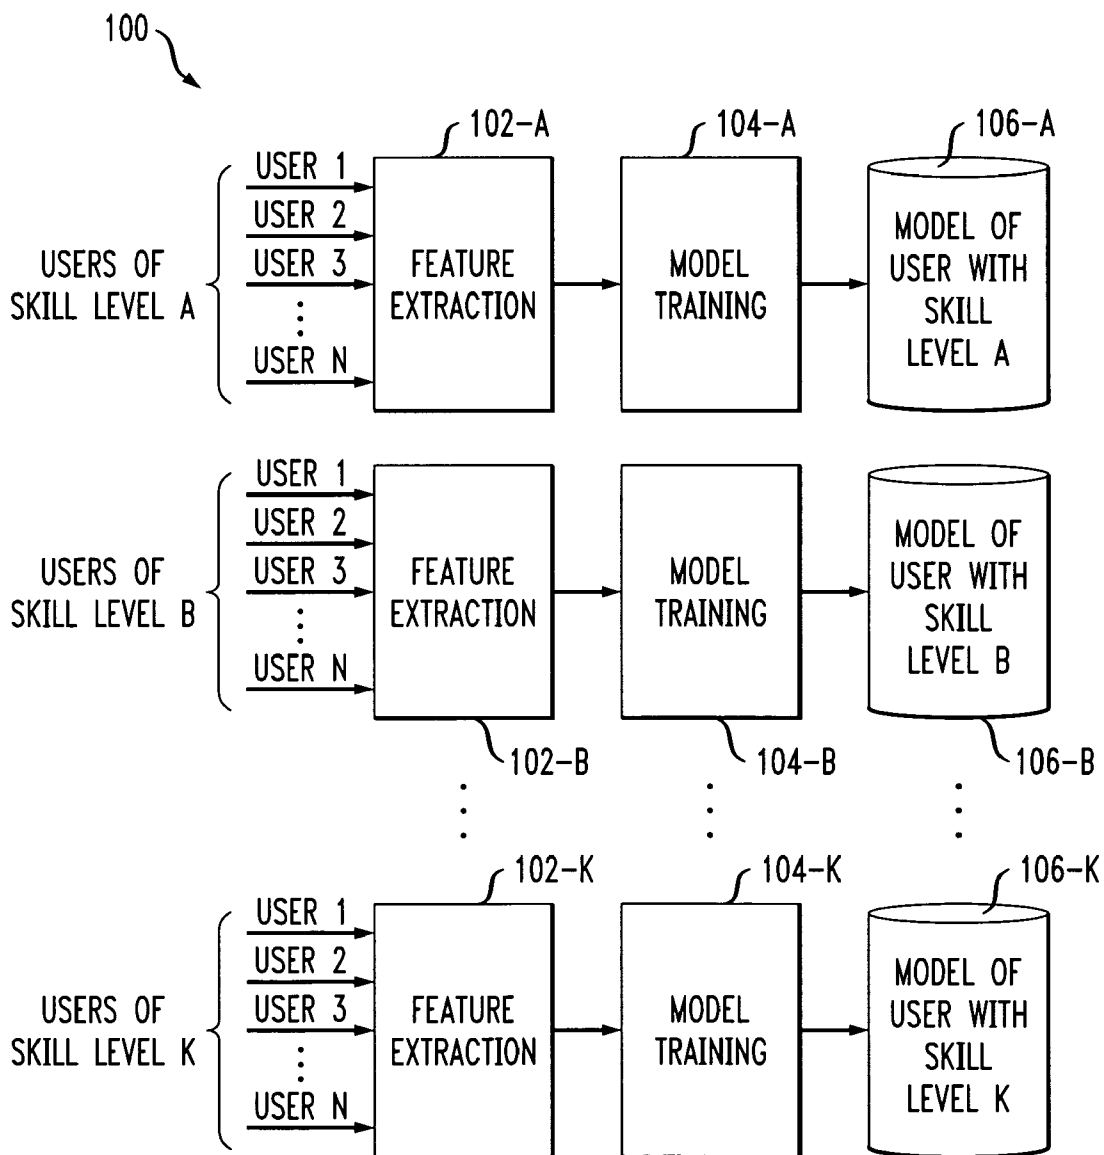 100
102-A
104-A
106-A
USERS OF
SKILL LEVEL A
USER 1
USER 2
USER 3
USER N
FEATURE
EXTRACTION
MODEL
TRAINING
MODEL OF
USER WITH
SKILL
LEVEL A
USERS OF
SKILL LEVEL B
USER 1
USER 2
USER 3
USER N
FEATURE
EXTRACTION
MODEL
TRAINING
MODEL OF
USER WITH
SKILL
LEVEL B
102-B
104-B
106-B
102-K
104-K
106-K
USERS OF
SKILL LEVEL K
USER 1
USER 2
USER 3
USER N
FEATURE
EXTRACTION
MODEL
TRAINING
MODEL OF
USER WITH
SKILL
LEVEL K